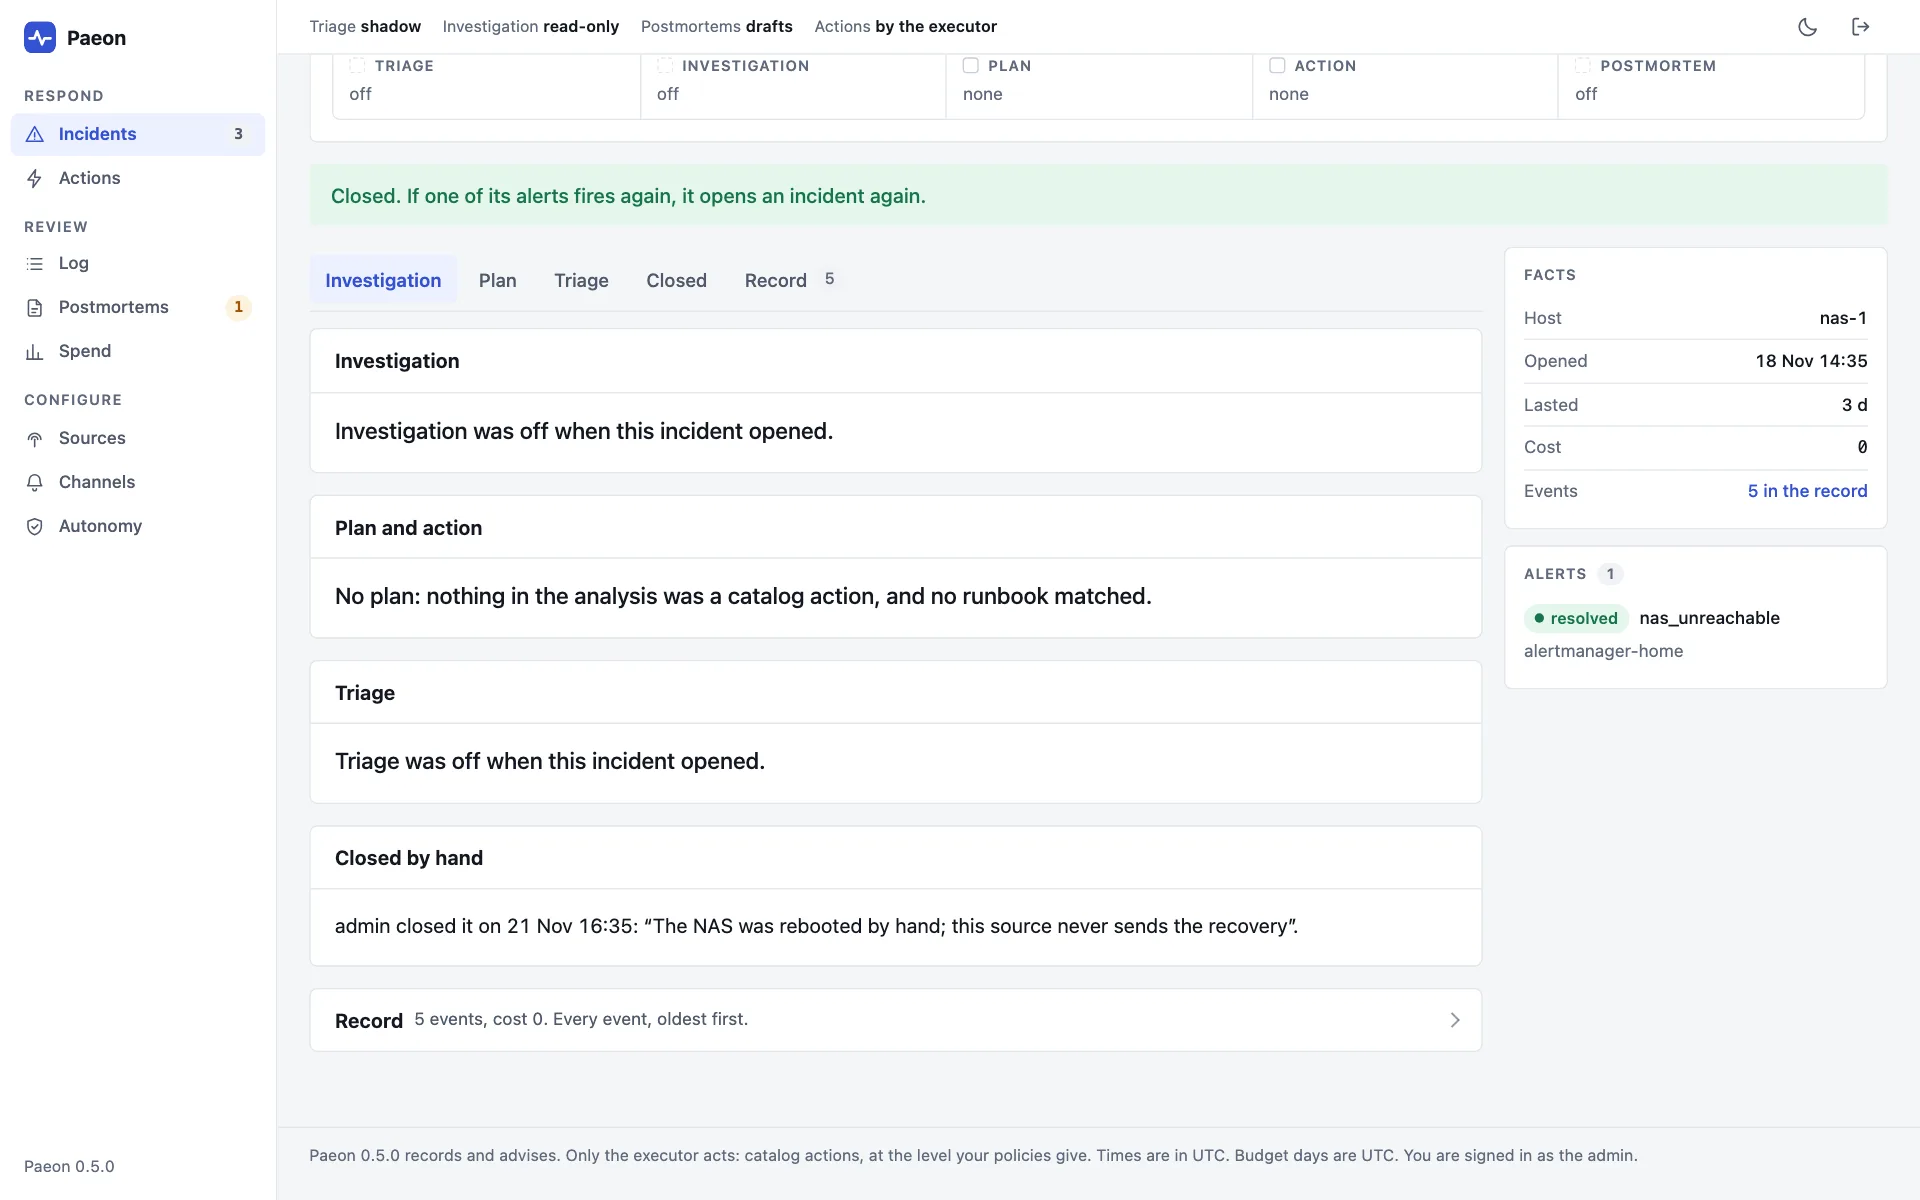 Paeon
RESPOND
Incidents 3
Actions
REVIEW
Log
Postmortems 1
Spend
CONFIGURE
Sources
Channels
Autonomy
Paeon 0.5.0
Triage shadow Investigation read-only Postmortems drafts Actions by the executor
TRIAGE
off
INVESTIGATION
off
PLAN
none
ACTION
none
POSTMORTEM
off
Closed. If one of its alerts fires again, it opens an incident again.
Investigation Plan Triage Closed Record 5
Investigation
Investigation was off when this incident opened.
Plan and action
No plan: nothing in the analysis was a catalog action, and no runbook matched.
Triage
Triage was off when this incident opened.
Closed by hand
admin closed it on 21 Nov 16:35: “The NAS was rebooted by hand; this source never sends the recovery”.
Record 5 events, cost 0. Every event, oldest first.
FACTS
Host nas-1
Opened 18 Nov 14:35
Lasted 3 d
Cost 0
Events 5 in the record
ALERTS 1
resolved nas_unreachable
alertmanager-home
Paeon 0.5.0 records and advises. Only the executor acts: catalog actions, at the level your policies give. Times are in UTC. Budget days are UTC. You are signed in as the admin.